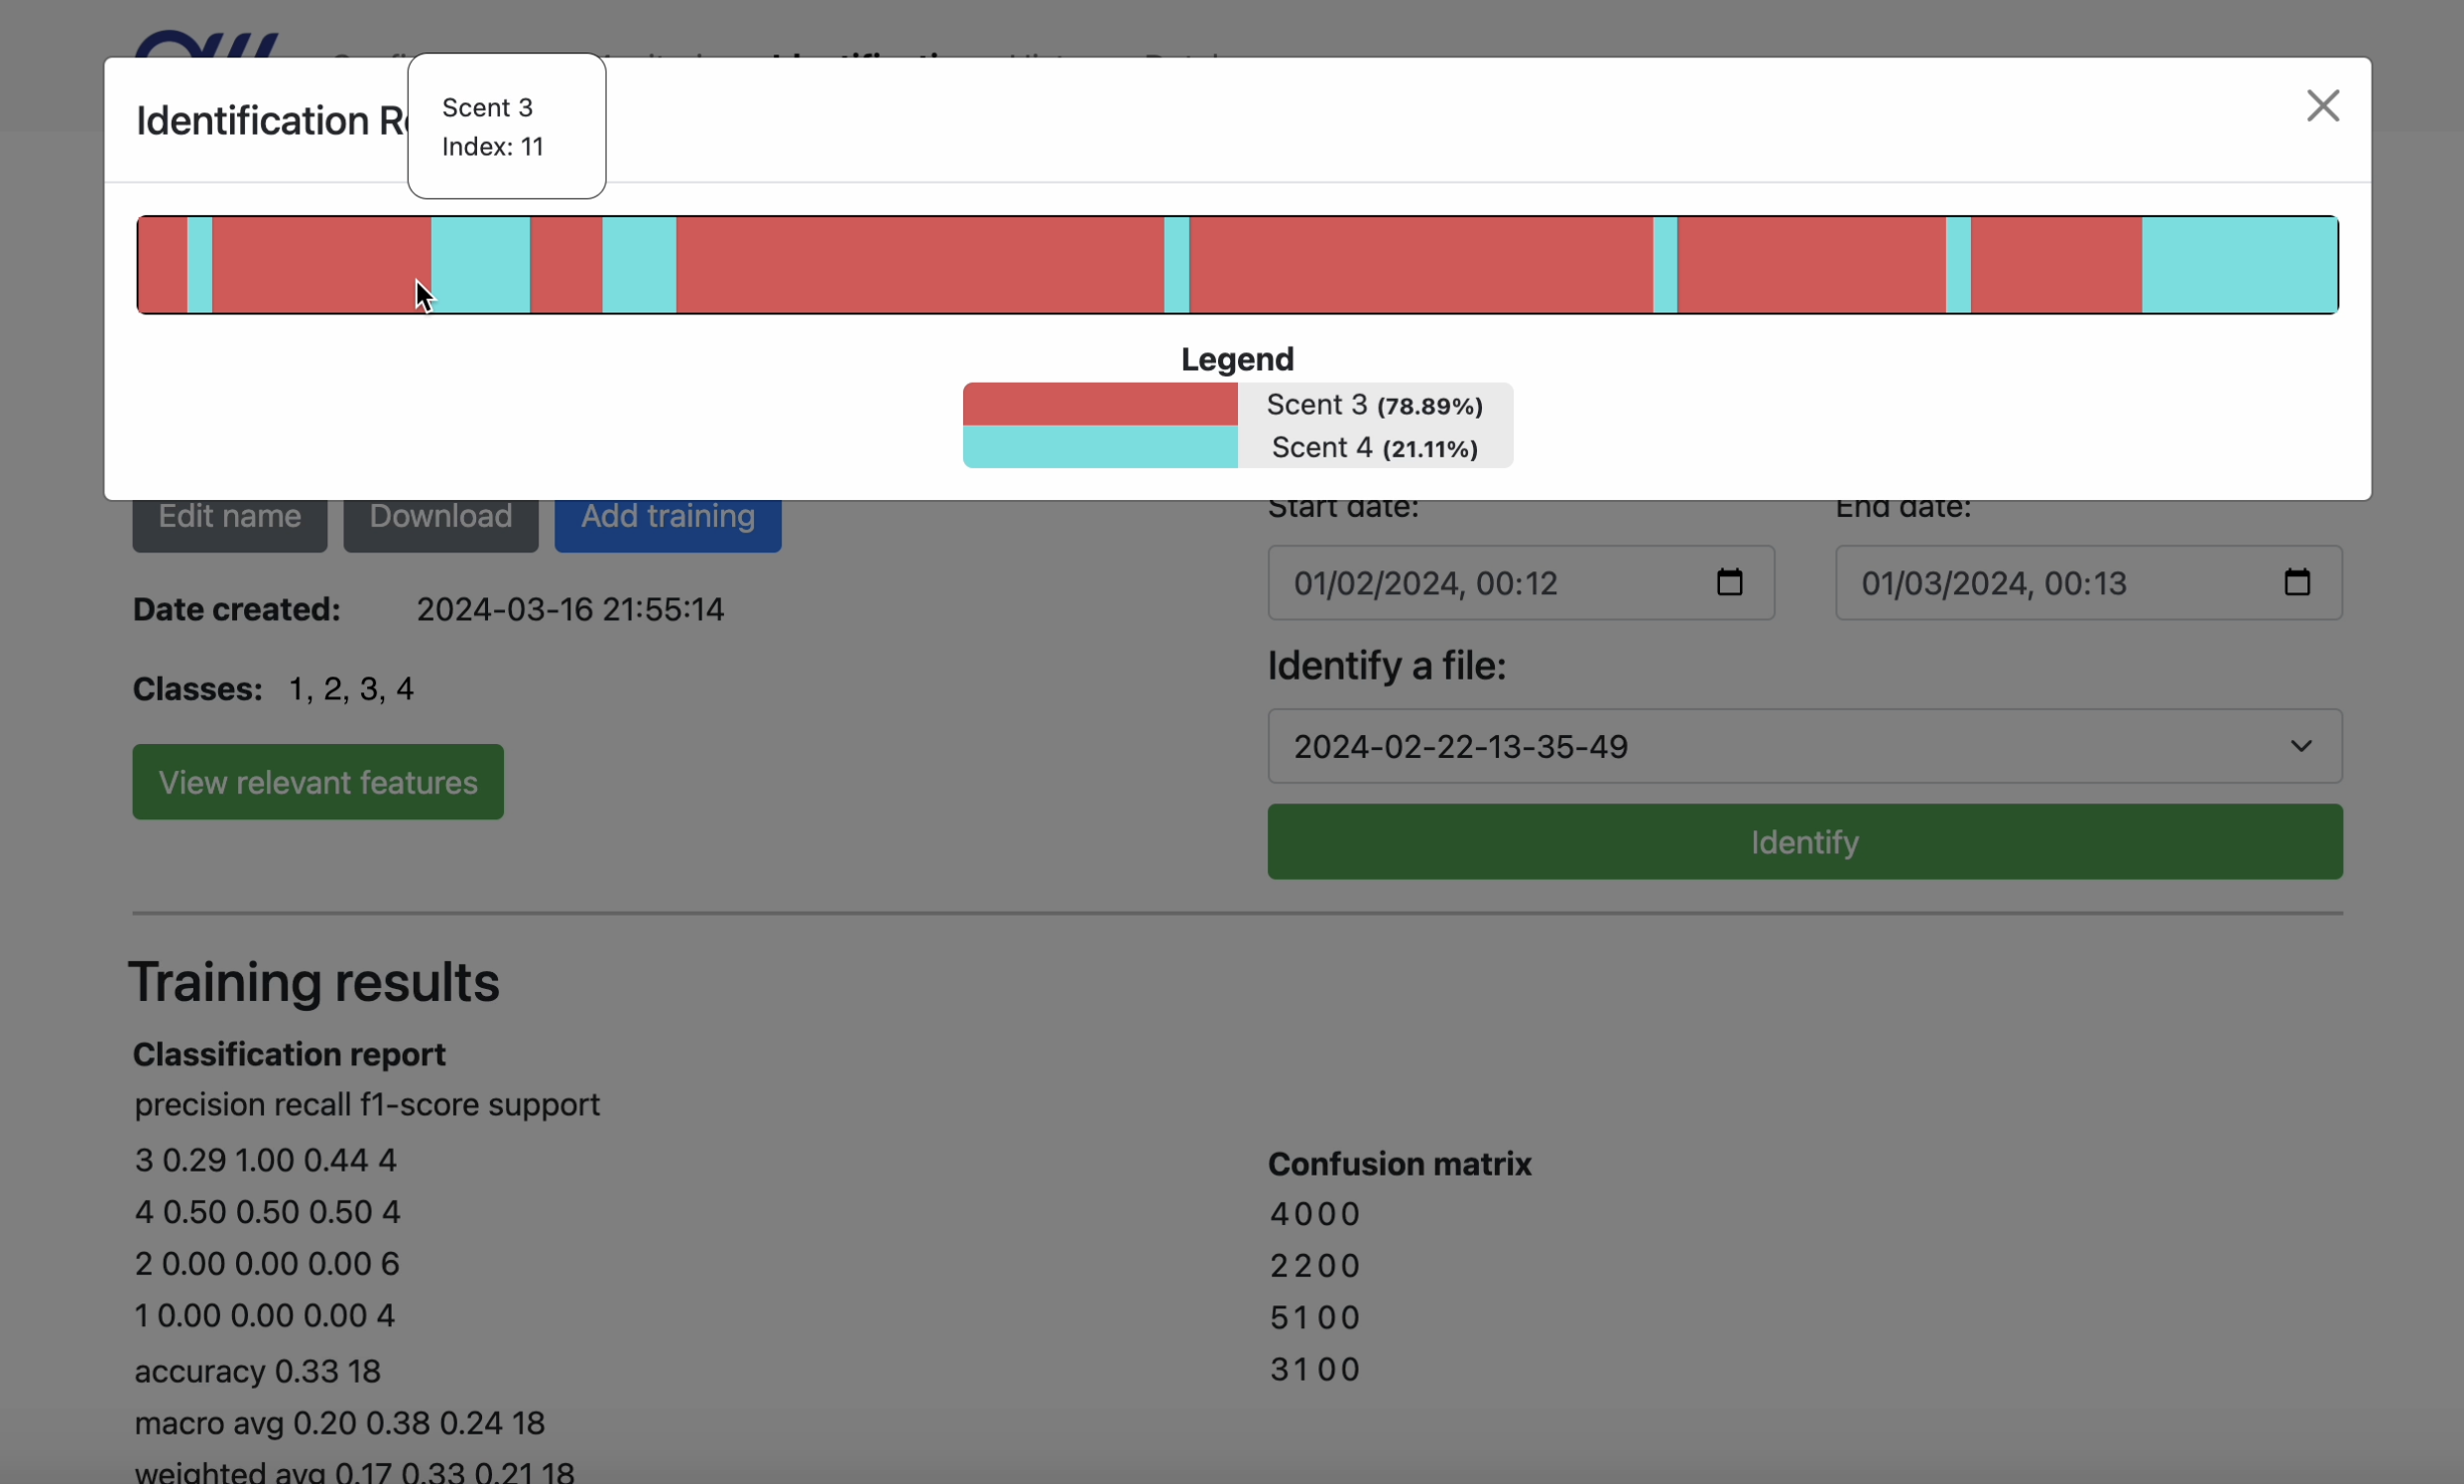 Identification
Scent 3
Index: 11
Legend
Scent 3 (78.89%)
Scent 4 (21.11%)
Edit name
Download
Add training
Start date:
End date:
01/02/2024, 00:12
01/03/2024, 00:13
Date created: 2024-03-16 21:55:14
Identify a file:
Classes: 1, 2, 3, 4
2024-02-22-13-35-49
View relevant features
Identify
Training results
Classification report
precision recall f1-score support
3 0.29 1.00 0.44 4
4 0.50 0.50 0.50 4
2 0.00 0.00 0.00 6
1 0.00 0.00 0.00 4
accuracy 0.33 18
macro avg 0.20 0.38 0.24 18
weighted avg 0.17 0.33 0.21 18
Confusion matrix
4 0 0 0
2 2 0 0
5 1 0 0
3 1 0 0